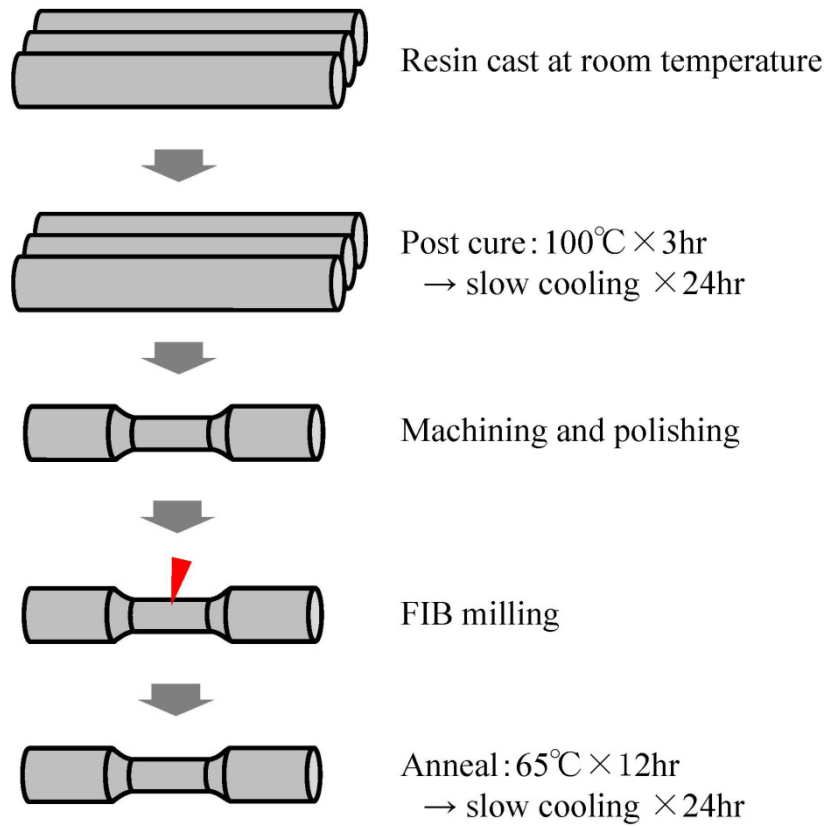 Resin cast at room temperature
Post cure:100℃×3hr
→ slow cooling ×24hr
Machining and polishing
FIB milling
Anneal:65℃×12hr
→ slow cooling ×24hr